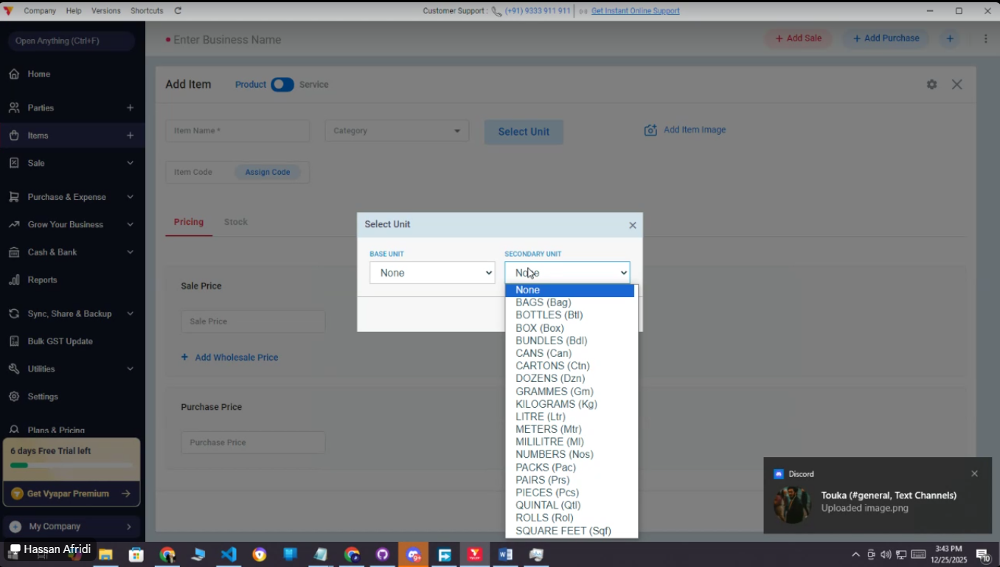 Company Help Versions Shortcuts
Customer Support : (+91) 9333 911 911 Get Instant Online Support
Open Anything (Ctrl+F)
Enter Business Name
+ Add Sale
+ Add Purchase
+
Home
Parties +
Items +
Sale
Purchase & Expense
Grow Your Business
Cash & Bank
Reports
Sync, Share & Backup
Bulk GST Update
Utilities
Settings
Plans & Pricing
6 days Free Trial left
Get Vyapar Premium
My Company
Hassan Afridi
Add Item Product Service
Item Name *
Category
Select Unit
Add Item Image
Item Code Assign Code
Pricing Stock
Sale Price
Sale Price
+ Add Wholesale Price
Purchase Price
Purchase Price
Select Unit
BASE UNIT SECONDARY UNIT
None None
None
BAGS (Bag)
BOTTLES (Btl)
BOX (Box)
BUNDLES (Bdl)
CANS (Can)
CARTONS (Ctn)
DOZENS (Dzn)
GRAMMES (Gm)
KILOGRAMS (Kg)
LITRE (Ltr)
METERS (Mtr)
MILILITRE (Ml)
NUMBERS (Nos)
PACKS (Pac)
PAIRS (Prs)
PIECES (Pcs)
QUINTAL (Qtl)
ROLLS (Rol)
SQUARE FEET (Sqf)
Discord
Touka (#general, Text Channels)
Uploaded image.png
3:43 PM
12/25/2025
10